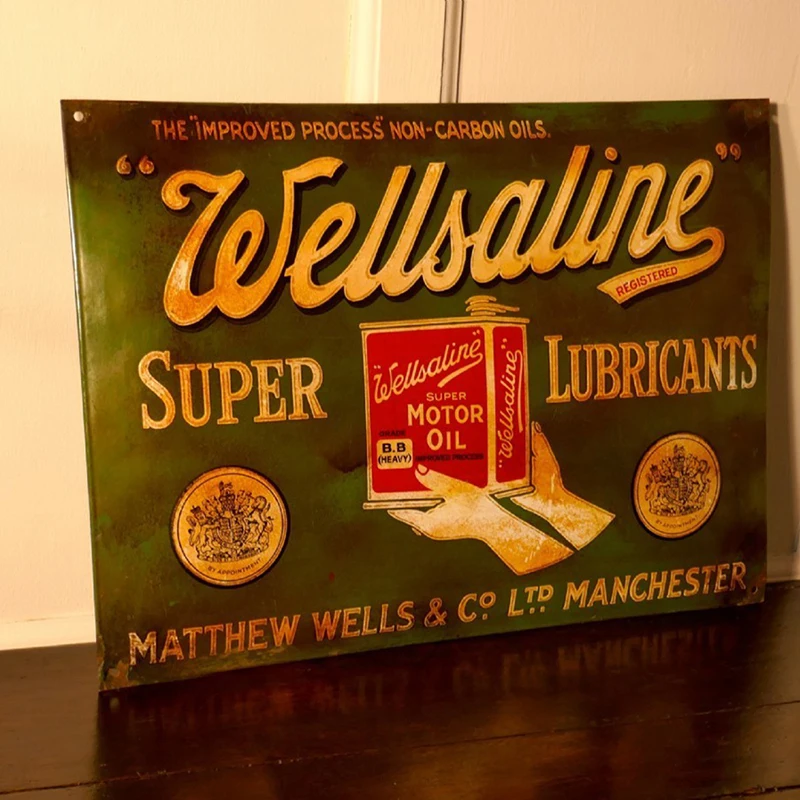 THE "IMPROVED PROCESS" NON-CARBON OILS.
"Wellsaline"
REGISTERED
SUPER LUBRICANTS
"Wellsaline"
SUPER
MOTOR
OIL
GRADE
B.B
(HEAVY)
IMPROVED PROCESS
"Wellsaline"
BY APPOINTMENT
BY APPOINTMENT
MATTHEW WELLS & Co. LTD MANCHESTER